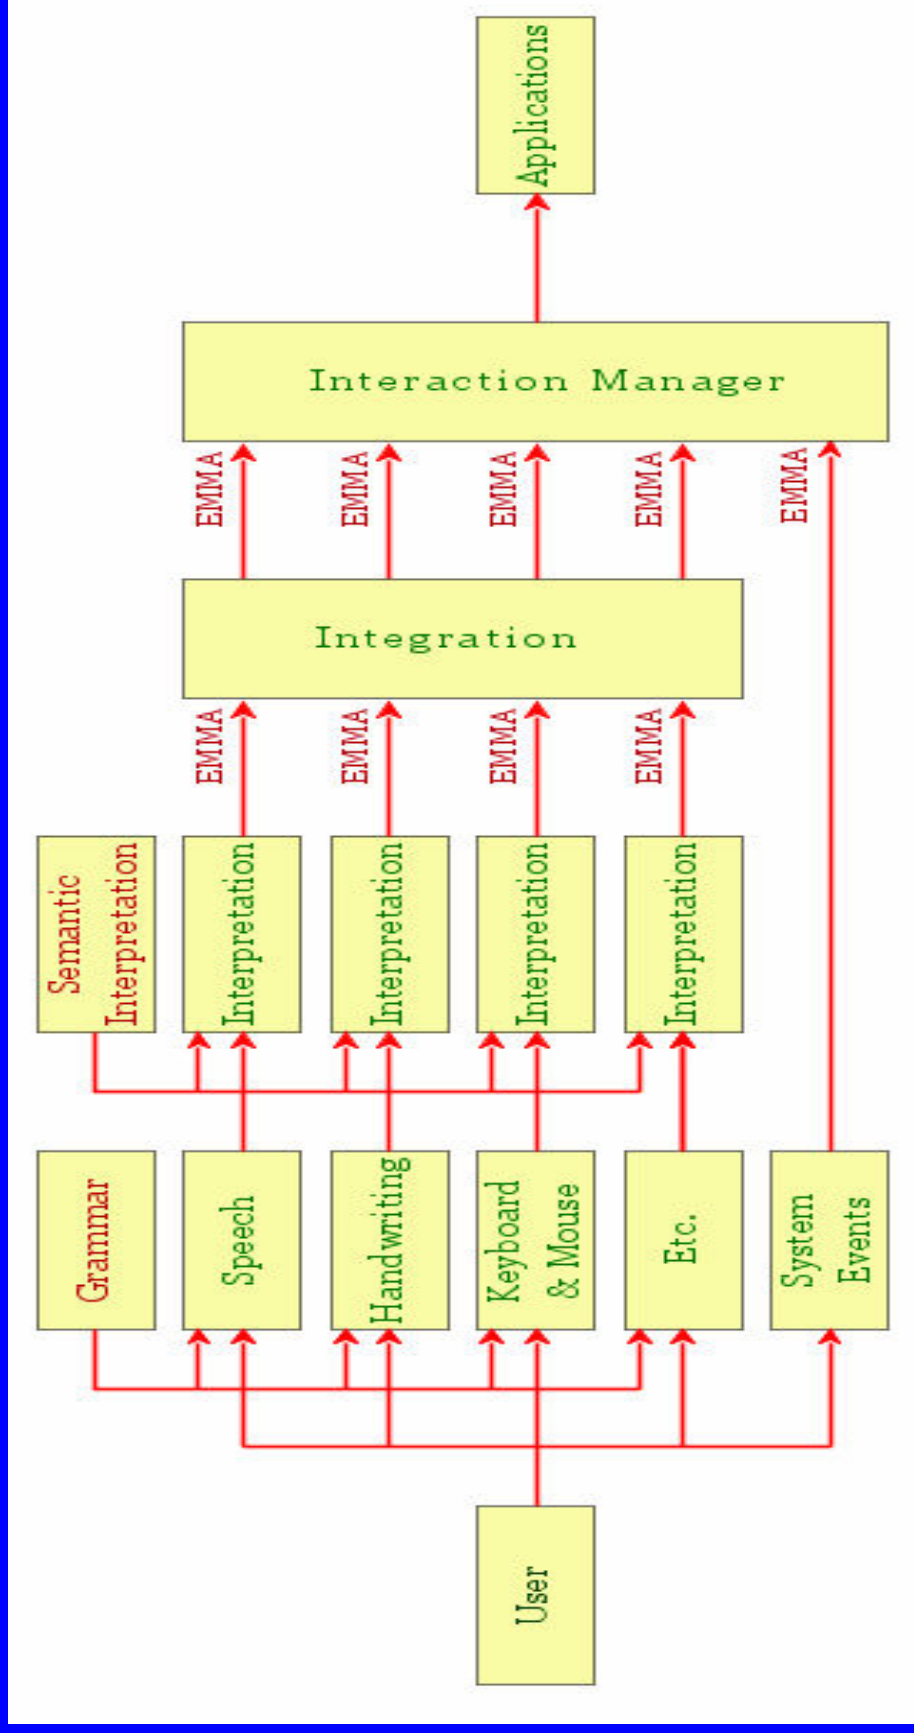 Applications
Interaction Manager
EMMA
EMMA
EMMA
EMMA
EMMA
Integration
EMMA
EMMA
EMMA
EMMA
Semantic
Interpretation
Interpretation
Interpretation
Interpretation
Interpretation
Grammar
Speech
Handwriting
Keyboard
& Mouse
Etc.
System
Events
User